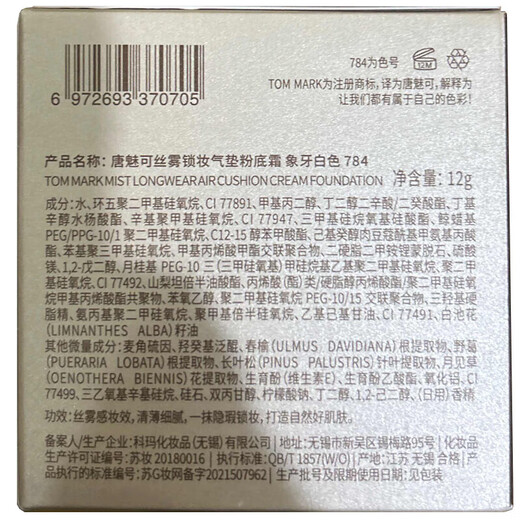 6 972693 370705
784为色号
12M
TOM MARK为注册商标，译为唐魅可，解释为
让我们都有属于自己的色彩！
产品名称：唐魅可丝雾锁妆气垫粉底霜 象牙白色 784
TOM MARK MIST LONGWEAR AIR CUSHION CREAM FOUNDATION 净含量：12g
成分：水、环五聚二甲基硅氧烷、CI 77891、甲基丙二醇、丁二醇二辛酸/二癸酸酯、丁基
辛醇水杨酸酯、辛基聚三甲基硅氧烷、CI 77947、三甲基硅烷氧基硅酸酯、鲸蜡基
PEG/PPG-10/1 聚二甲基硅氧烷、C12-15 醇苯甲酸酯、己基癸醇肉豆蔻酰基甲氨基丙酸
酯、苯基聚三甲基硅氧烷、甲基丙烯酸甲酯交联聚合物、二硬脂二甲铵锂蒙脱石、硫酸
镁、1,2-戊二醇、月桂基 PEG-10 三(三甲硅氧基)甲硅烷基乙基聚二甲基硅氧烷、聚二甲
基硅氧烷、CI 77492、山梨坦倍半油酸酯、丙烯酸(酯)类/硬脂醇丙烯酸酯/聚二甲基硅
氧烷甲基丙烯酸酯共聚物、苯氧乙醇、聚二甲基硅氧烷 PEG-10/15 交联聚合物、三羟基硬
脂精、氨丙基聚二甲基硅氧烷、聚甲基倍半硅氧烷、乙基己基甘油、CI 77491、白池花
(LIMNANTHES ALBA) 籽油
其他微量成分：麦角硫因、羟癸基泛醌、春榆(ULMUS DAVIDIANA)根提取物、野葛
(PUERARIA LOBATA)根提取物、长叶松(PINUS PALUSTRIS)针叶提取物、月见草
(OENOTHERA BIENNIS)花提取物、生育酚(维生素E)、生育酚乙酸酯、氧化铝、CI
77499、三乙氧基辛基硅烷、硅石、双丙甘醇、柠檬酸钠、丁二醇、1,2-己二醇、(日用)香精
功效：丝雾感妆效，清薄细腻，一抹隐瑕锁妆，打造自然好肌肤。
备案人/生产企业：科玛化妆品(无锡)有限公司 | 地址：无锡市新吴区锡梅路95号 | 化妆品
生产许可证编号：苏妆20180016 | 执行标准：QB/T 1857(W/O) | 产地：江苏 无锡 合格 | 产
品执行的标准编号：苏G妆网备字2021507962 | 生产批号及限期使用日期：见包装